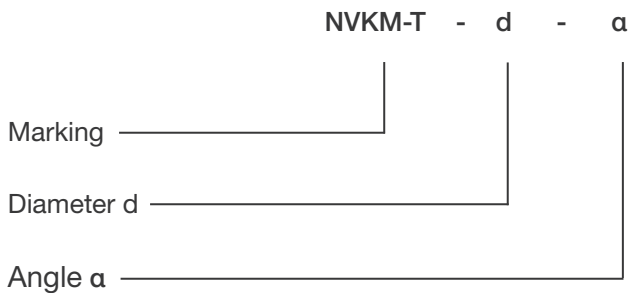 NVKM-T - d - α
Marking
Diameter d
Angle α